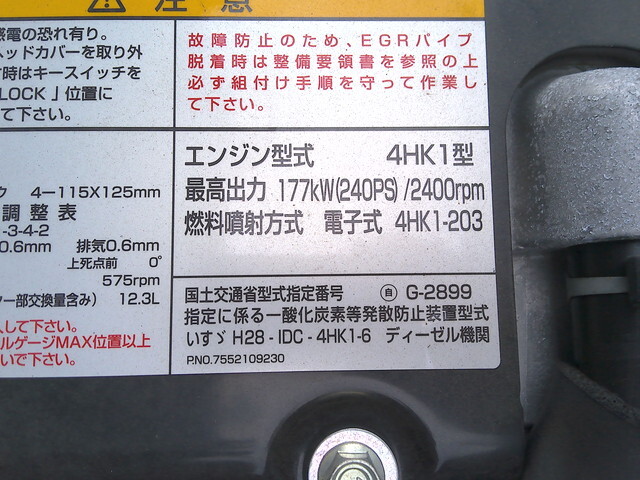 ⚠ 注意
感電の恐れ有り。
ヘッドカバーを取り外
時はキースイッチを
LOCK」位置に
て下さい。
故障防止のため、EGRパイプ
脱着時は整備要領書を参照の上
必ず組付け手順を守って作業し
て下さい。
4-115X125mm
調整表
-3-4-2
0.6mm 排気0.6mm
上死点前 0°
575rpm
ー部交換量含み) 12.3L
して下さい。
ルゲージMAX位置以上
いで下さい。
エンジン型式 4HK1型
最高出力 177kW(240PS)/2400rpm
燃料噴射方式 電子式 4HK1-203
国土交通省型式指定番号 ㊀自 G-2899
指定に係る一酸化炭素等発散防止装置型式
いすゞ H28-IDC-4HK1-6 ディーゼル機関
P.NO.7552109230